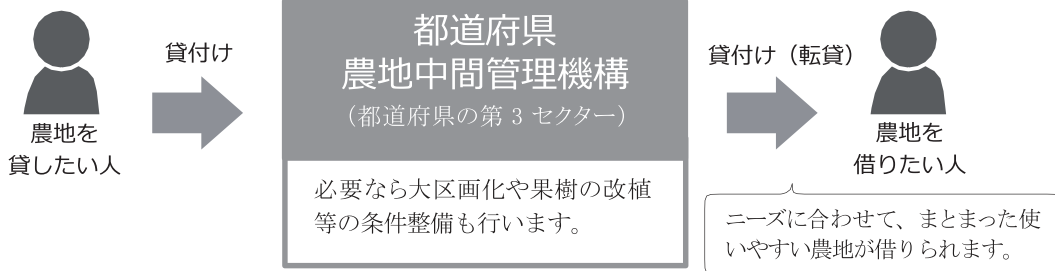 貸付け
農地を
貸したい人
都道府県
農地中間管理機構
（都道府県の第３セクター）
必要なら大区画化や果樹の改植
等の条件整備も行います。
貸付け（転貸）
農地を
借りたい人
ニーズに合わせて、まとまった使
いやすい農地が借りられます。